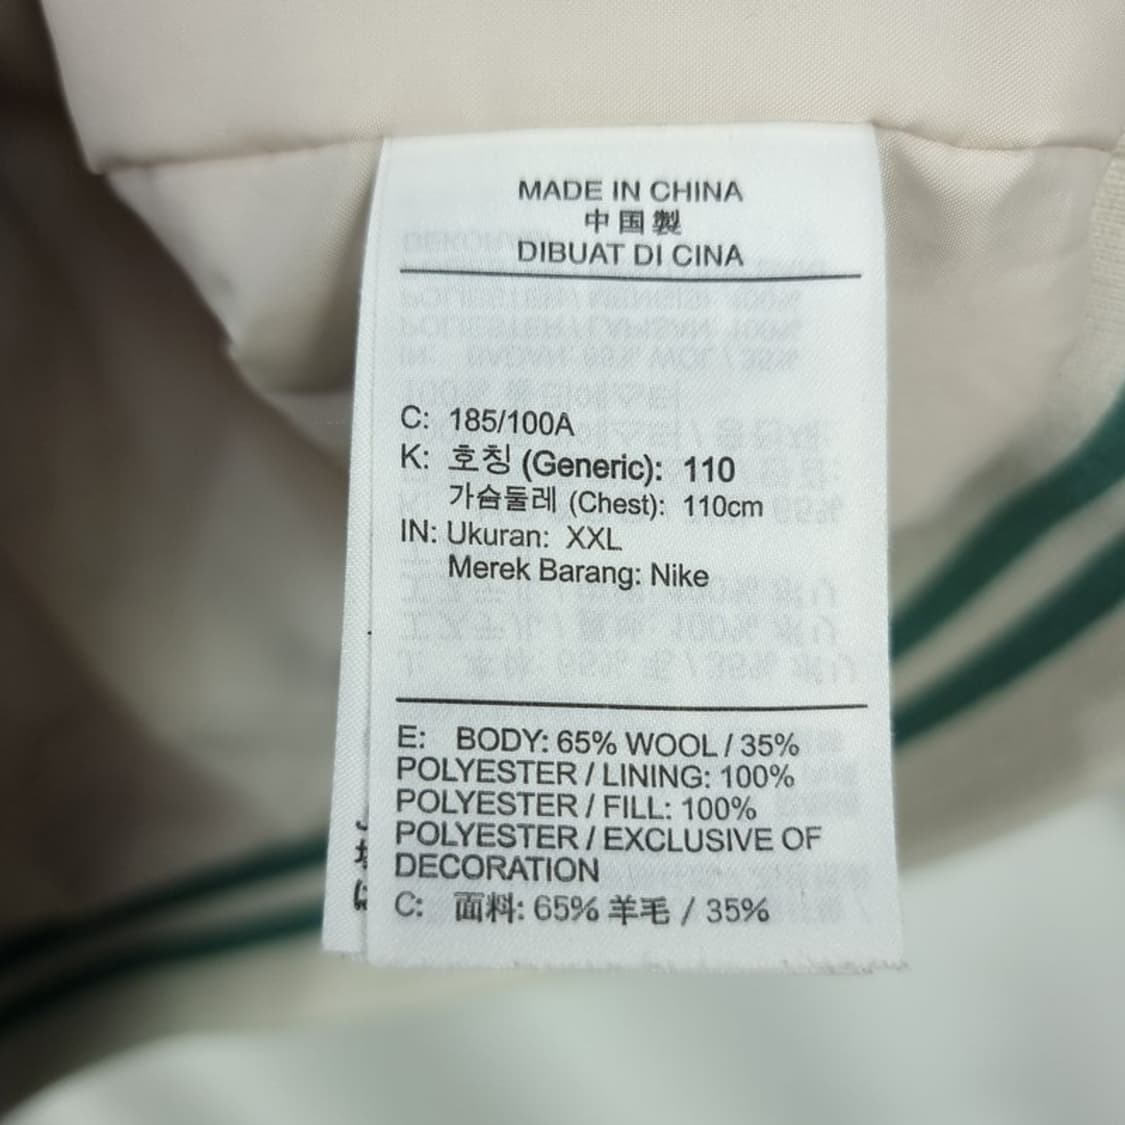 MADE IN CHINA
中国製
DIBUAT DI CINA
C: 185/100A
K: 호칭 (Generic): 110
가슴둘레 (Chest): 110cm
IN: Ukuran: XXL
Merek Barang: Nike
E: BODY: 65% WOOL / 35%
POLYESTER / LINING: 100%
POLYESTER / FILL: 100%
POLYESTER / EXCLUSIVE OF
DECORATION
C: 面料: 65% 羊毛 / 35%